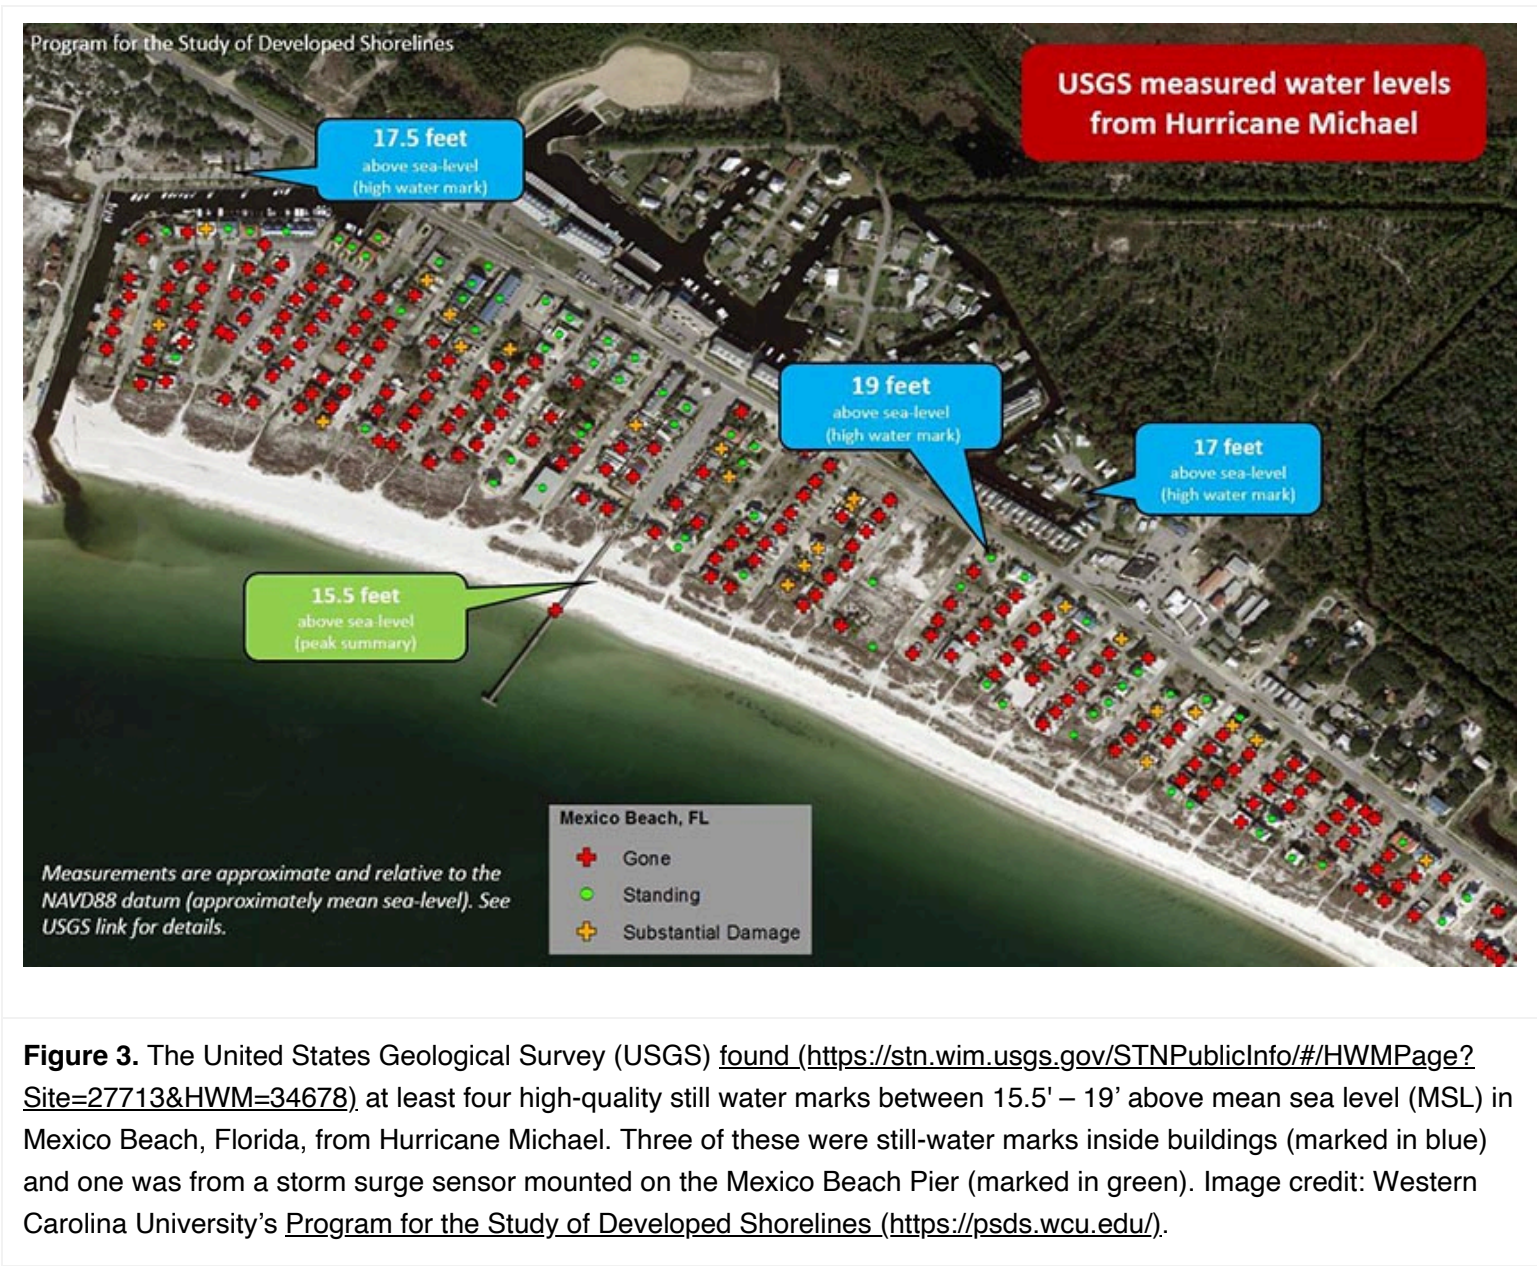 Program for the Study of Developed Shorelines
USGS measured water levels
from Hurricane Michael
17.5 feet
above sea-level
(high water mark)
19 feet
above sea-level
(high water mark)
17 feet
above sea-level
(high water mark)
15.5 feet
above sea-level
(peak summary)
Mexico Beach, FL
Gone
Standing
Substantial Damage
Measurements are approximate and relative to the
NAVD88 datum (approximately mean sea-level). See
USGS link for details.
Figure 3. The United States Geological Survey (USGS) found (https://stn.wim.usgs.gov/STNPublicInfo/#/HWMPage?
Site=27713&HWM=34678) at least four high-quality still water marks between 15.5' – 19’ above mean sea level (MSL) in
Mexico Beach, Florida, from Hurricane Michael. Three of these were still-water marks inside buildings (marked in blue)
and one was from a storm surge sensor mounted on the Mexico Beach Pier (marked in green). Image credit: Western
Carolina University’s Program for the Study of Developed Shorelines (https://psds.wcu.edu/).